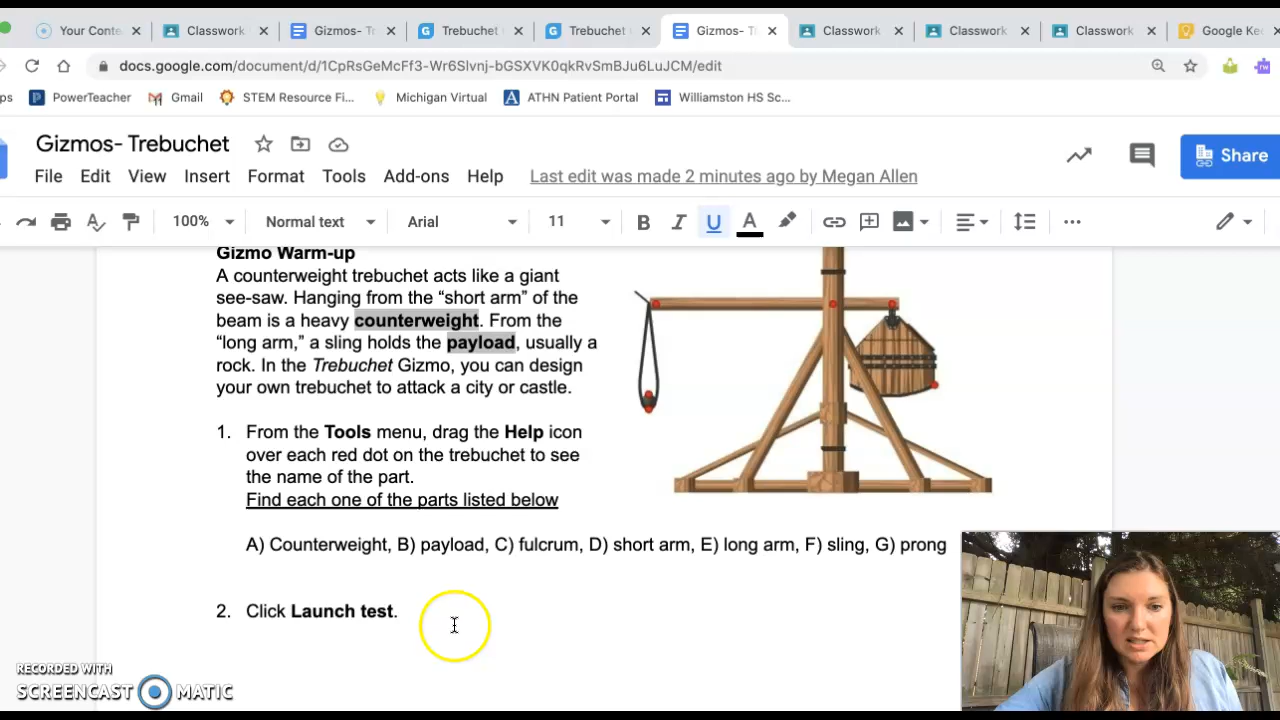 Your Conte
Classwork
Gizmos- T
Trebuchet
Trebuchet
Gizmos- T
Classwork
Classwork
Classwork
Google Kee
docs.google.com/document/d/1CpRsGeMcFf3-Wr6Slvnj-bGSXVK0qkRvSmBJu6LuJCM/edit
ps PowerTeacher Gmail STEM Resource Fi... Michigan Virtual ATHN Patient Portal Williamston HS Sc...
Gizmos- Trebuchet
Share
File Edit View Insert Format Tools Add-ons Help Last edit was made 2 minutes ago by Megan Allen
100% Normal text Arial 11 B I U A
Gizmo Warm-up
A counterweight trebuchet acts like a giant
see-saw. Hanging from the “short arm” of the
beam is a heavy counterweight. From the
“long arm,” a sling holds the payload, usually a
rock. In the Trebuchet Gizmo, you can design
your own trebuchet to attack a city or castle.
1. From the Tools menu, drag the Help icon
over each red dot on the trebuchet to see
the name of the part.
Find each one of the parts listed below
A) Counterweight, B) payload, C) fulcrum, D) short arm, E) long arm, F) sling, G) prong
2. Click Launch test.
RECORDED WITH
SCREENCAST MATIC